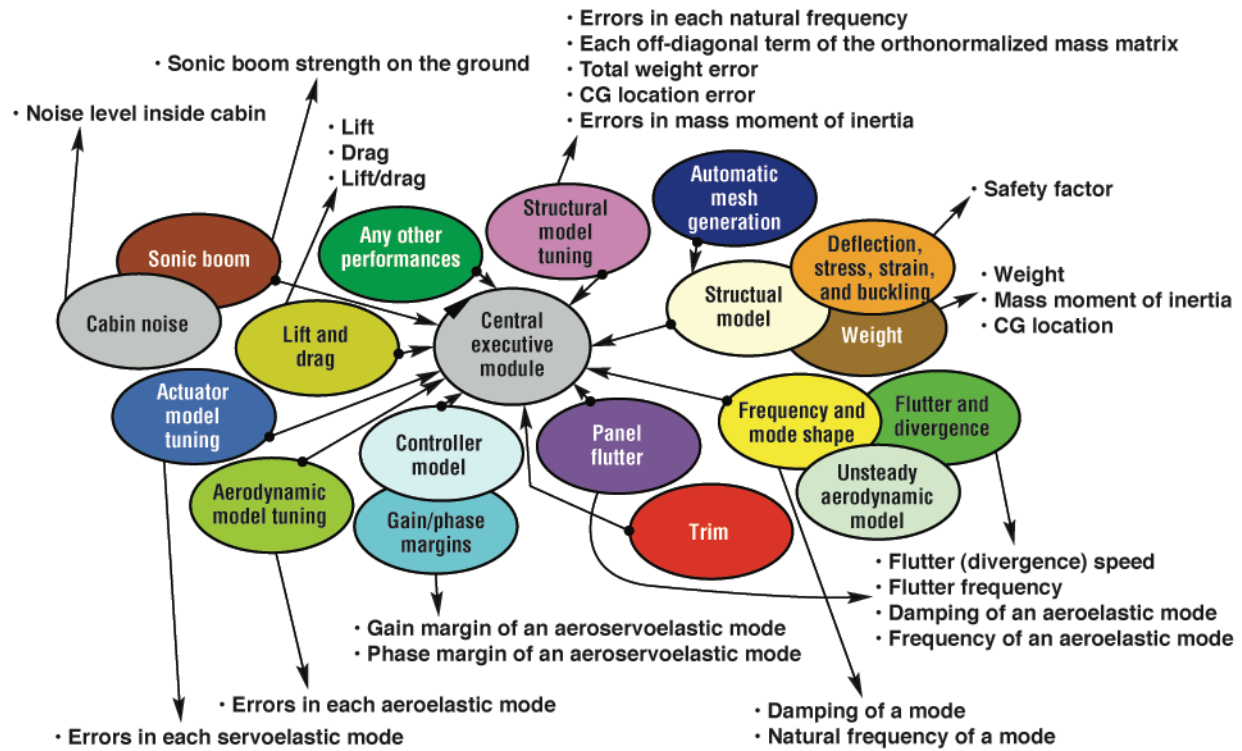 · Errors in each natural frequency
· Each off-diagonal term of the orthonormalized mass matrix
· Total weight error
· CG location error
· Errors in mass moment of inertia
· Sonic boom strength on the ground
· Noise level inside cabin
· Lift
· Drag
· Lift/drag
Automatic
mesh
generation
· Safety factor
Structural
model
tuning
Any other
performances
Sonic boom
Deflection,
stress, strain,
and buckling
· Weight
· Mass moment of inertia
· CG location
Structual
model
Weight
Cabin noise
Lift and
drag
Central
executive
module
Actuator
model
tuning
Controller
model
Panel
flutter
Frequency and
mode shape
Flutter and
divergence
Aerodynamic
model tuning
Gain/phase
margins
Trim
Unsteady
aerodynamic
model
· Flutter (divergence) speed
· Flutter frequency
· Damping of an aeroelastic mode
· Frequency of an aeroelastic mode
· Gain margin of an aeroservoelastic mode
· Phase margin of an aeroservoelastic mode
· Errors in each aeroelastic mode
· Errors in each servoelastic mode
· Damping of a mode
· Natural frequency of a mode